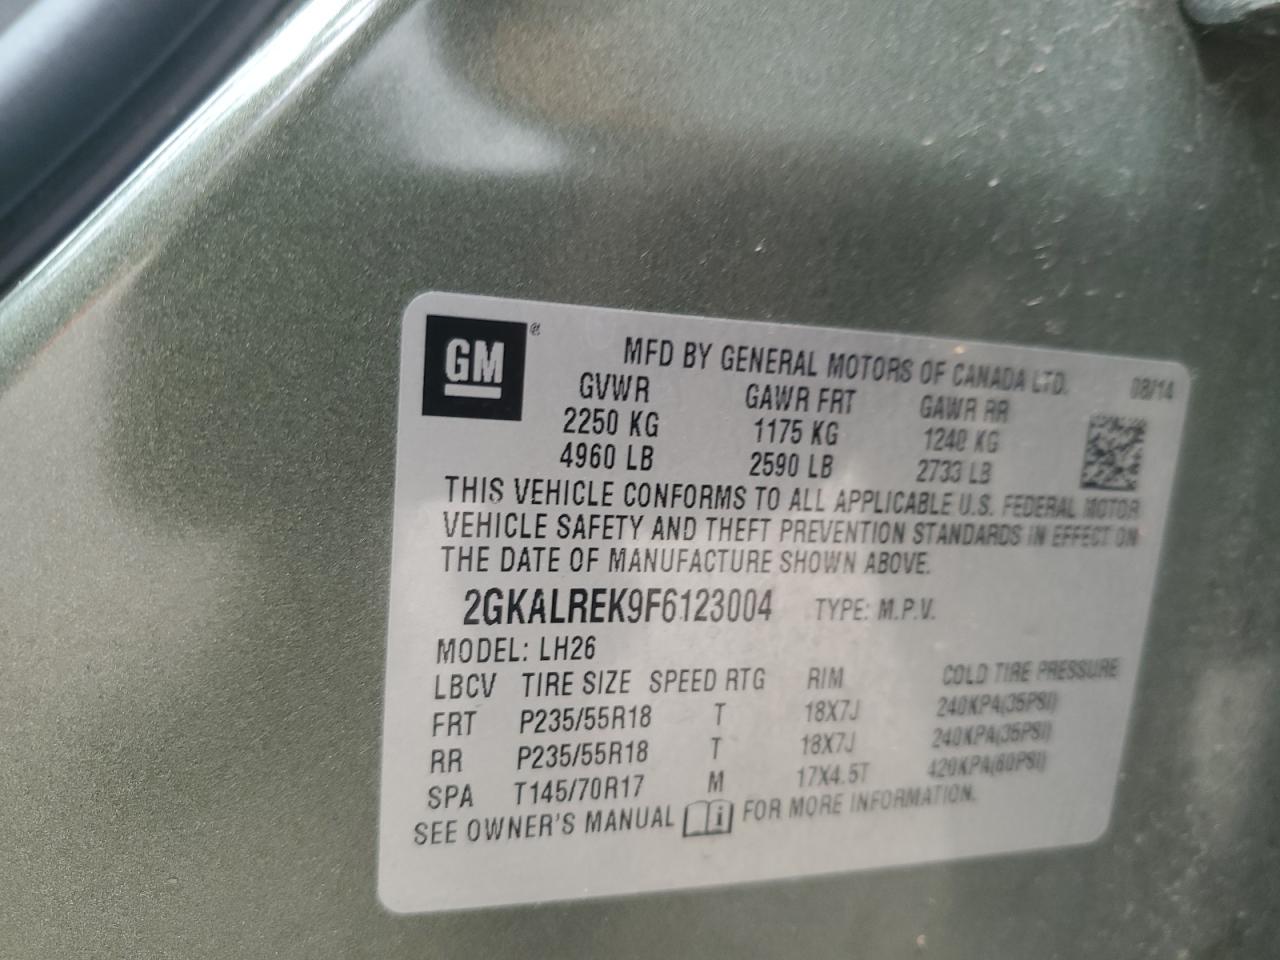 GM ®
MFD BY GENERAL MOTORS OF CANADA LTD. 08/14
GVWR GAWR FRT GAWR RR
2250 KG 1175 KG 1240 KG
4960 LB 2590 LB 2733 LB
THIS VEHICLE CONFORMS TO ALL APPLICABLE U.S. FEDERAL MOTOR
VEHICLE SAFETY AND THEFT PREVENTION STANDARDS IN EFFECT ON
THE DATE OF MANUFACTURE SHOWN ABOVE.
2GKALREK9F6123004 TYPE: M.P.V.
MODEL: LH26
LBCV TIRE SIZE SPEED RTG RIM COLD TIRE PRESSURE
FRT P235/55R18 T 18X7J 240KPA(35PSI)
RR P235/55R18 T 18X7J 240KPA(35PSI)
SPA T145/70R17 M 17X4.5T 420KPA(60PSI)
SEE OWNER'S MANUAL i FOR MORE INFORMATION.